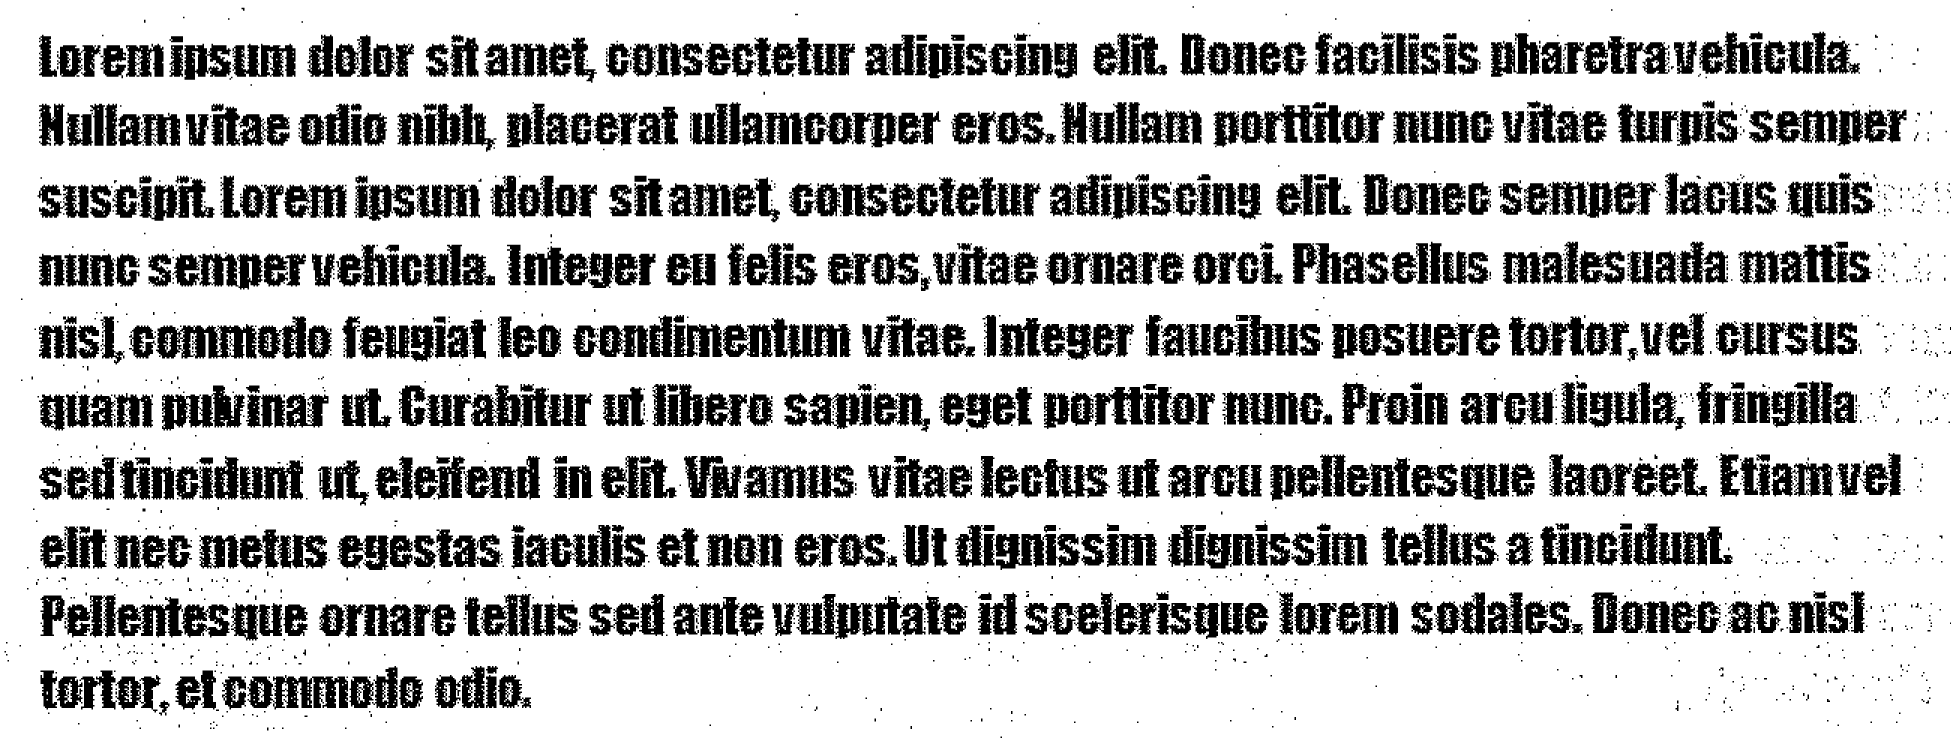 Lorem ipsum dolor sit amet, consectetur adipiscing elit. Donec facilisis pharetra vehicula.
Nullam vitae odio nibh, placerat ullamcorper eros. Nullam porttitor nunc vitae turpis semper
suscipit. Lorem ipsum dolor sit amet, consectetur adipiscing elit. Donec semper lacus quis
nunc semper vehicula. Integer eu felis eros, vitae ornare orci. Phasellus malesuada mattis
nisl, commodo feugiat leo condimentum vitae. Integer faucibus posuere tortor, vel cursus
quam pulvinar ut. Curabitur ut libero sapien, eget porttitor nunc. Proin arcu ligula, fringilla
sed tincidunt ut, eleifend in elit. Vivamus vitae lectus ut arcu pellentesque laoreet. Etiam vel
elit nec metus egestas iaculis et non eros. Ut dignissim dignissim tellus a tincidunt.
Pellentesque ornare tellus sed ante vulputate id scelerisque lorem sodales. Donec ac nisl
tortor, et commodo odio.